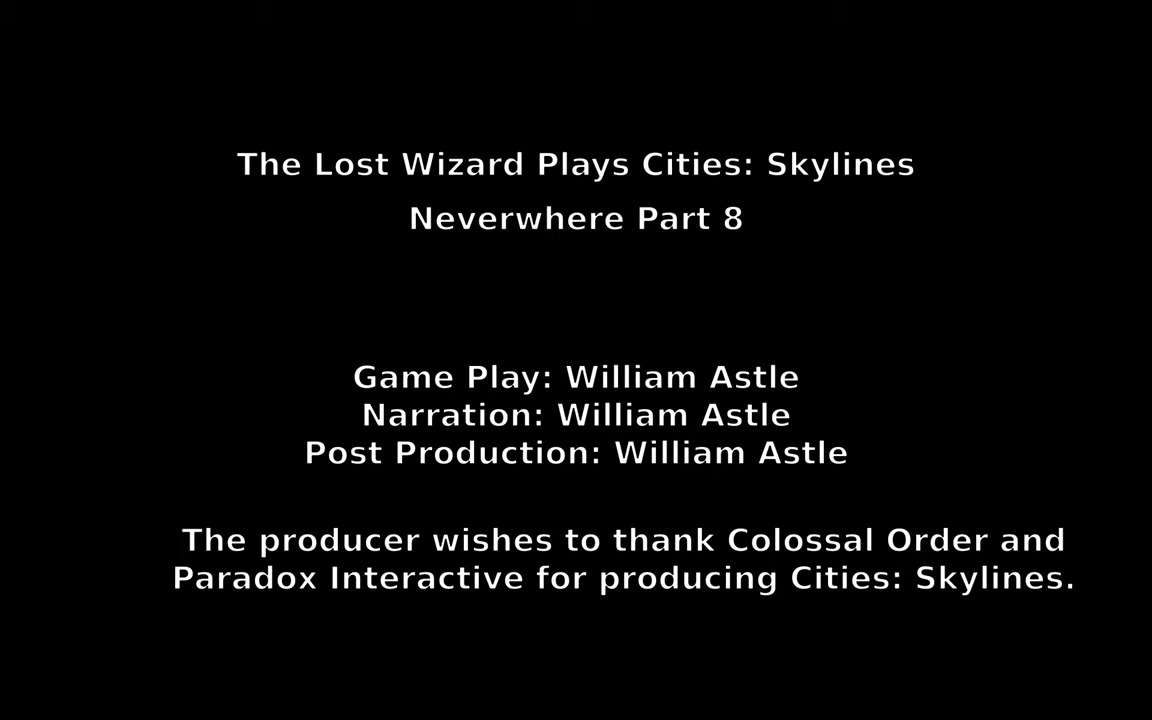 The Lost Wizard Plays Cities: Skylines
Neverwhere Part 8
Game Play: William Astle
Narration: William Astle
Post Production: William Astle
The producer wishes to thank Colossal Order and
Paradox Interactive for producing Cities: Skylines.